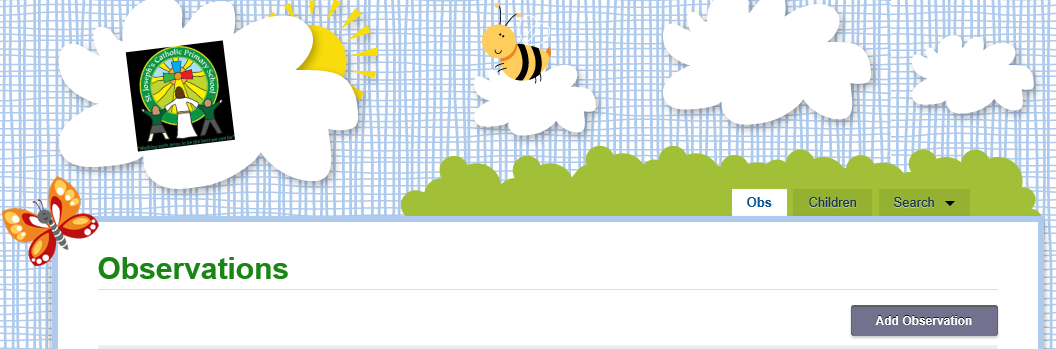 St. Joseph's Catholic Primary School
Obs
Children
Search
Observations
Add Observation